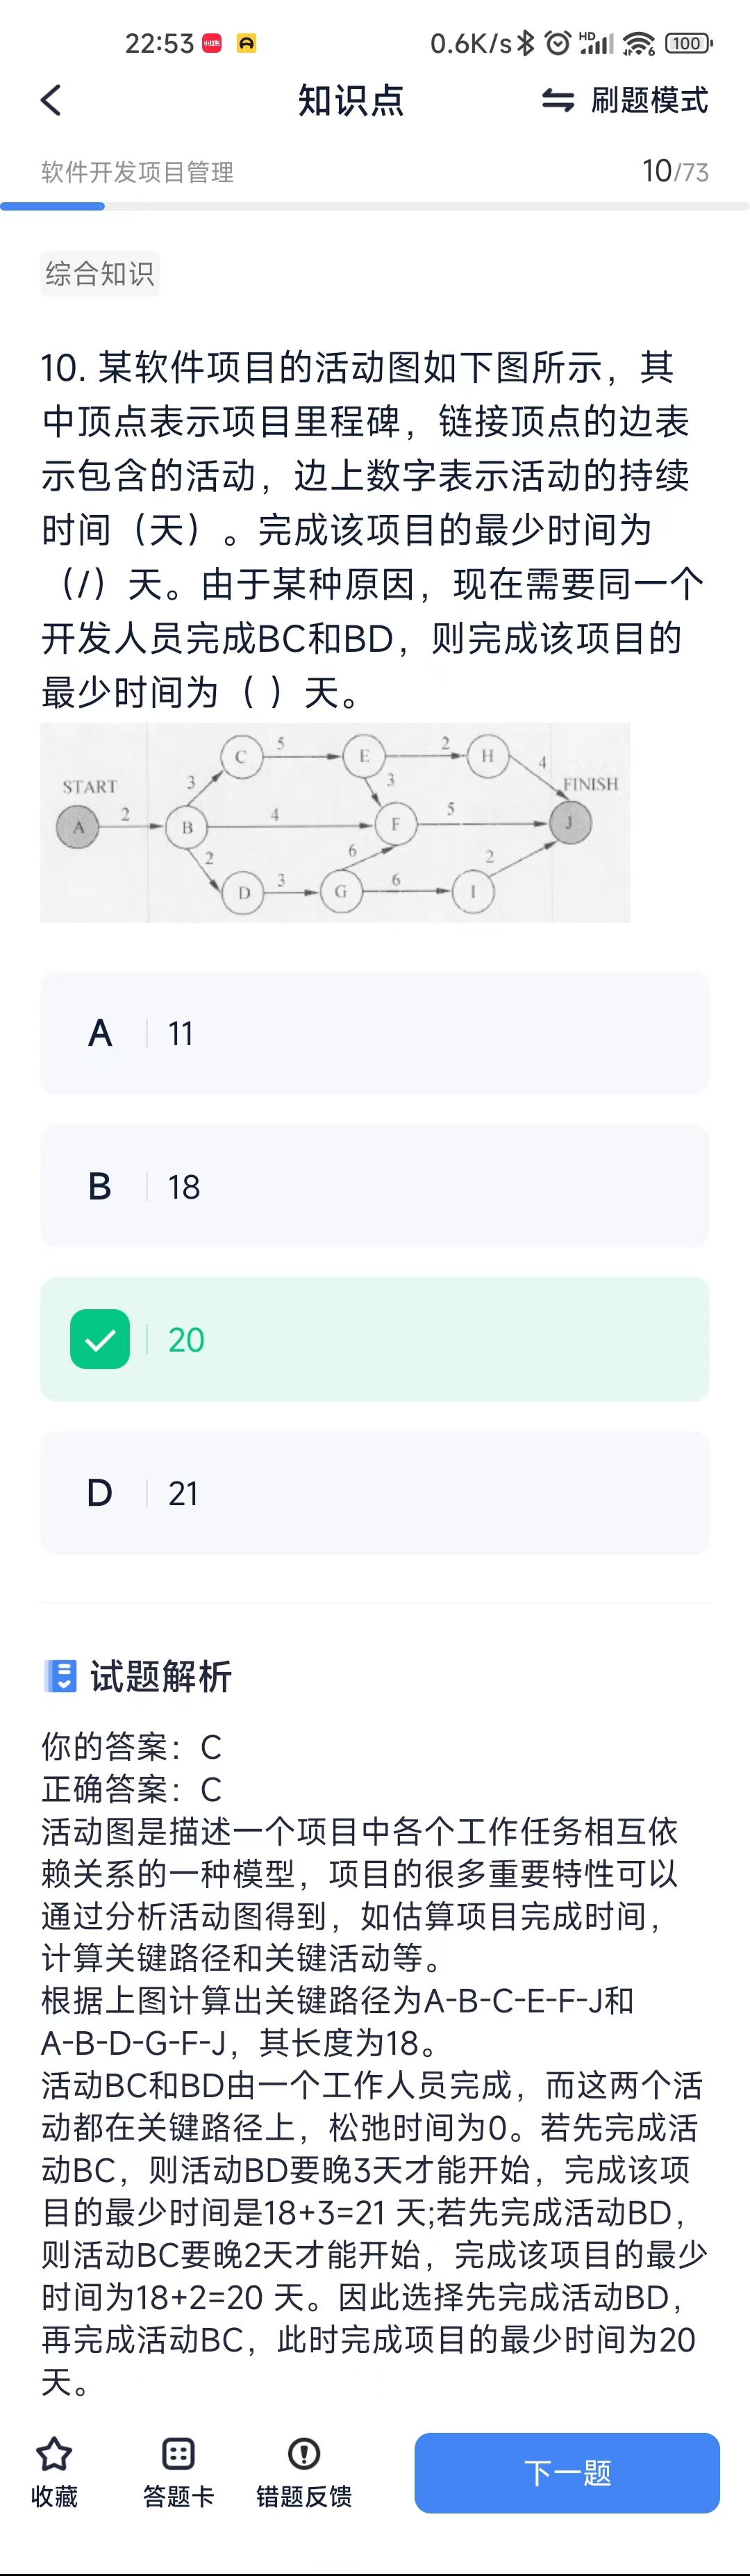 22:53
0.6K/s
HD
6
100
知识点
刷题模式
软件开发项目管理
10/73
综合知识
10. 某软件项目的活动图如下图所示，其
中顶点表示项目里程碑，链接顶点的边表
示包含的活动，边上数字表示活动的持续
时间（天）。完成该项目的最少时间为
（/）天。由于某种原因，现在需要同一个
开发人员完成BC和BD，则完成该项目的
最少时间为（ ）天。
C 5 E 2 H
START 3 3 4 FINISH
A 2 B 4 F 5 J
2 6 2
D 3 G 6 I
A 11
B 18
20
D 21
试题解析
你的答案：C
正确答案：C
活动图是描述一个项目中各个工作任务相互依
赖关系的一种模型，项目的很多重要特性可以
通过分析活动图得到，如估算项目完成时间，
计算关键路径和关键活动等。
根据上图计算出关键路径为A-B-C-E-F-J和
A-B-D-G-F-J，其长度为18。
活动BC和BD由一个工作人员完成，而这两个活
动都在关键路径上，松弛时间为0。若先完成活
动BC，则活动BD要晚3天才能开始，完成该项
目的最少时间是18+3=21 天;若先完成活动BD，
则活动BC要晚2天才能开始，完成该项目的最少
时间为18+2=20 天。因此选择先完成活动BD，
再完成活动BC，此时完成项目的最少时间为20
天。
收藏
答题卡
错题反馈
下一题